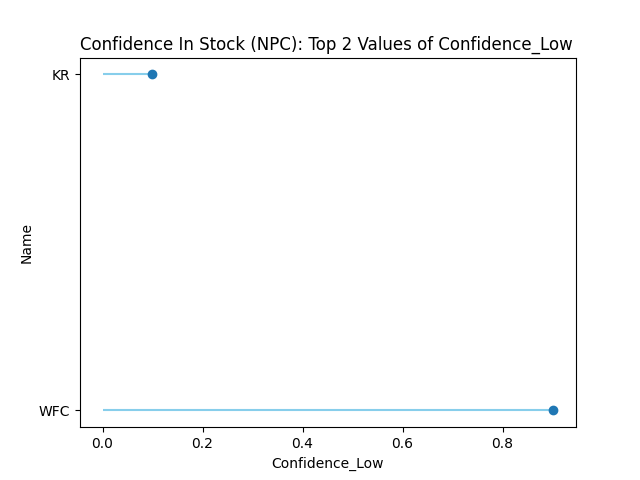 Confidence In Stock (NPC): Top 2 Values of Confidence_Low
KR
Name
WFC
0.0 0.2 0.4 0.6 0.8
Confidence_Low